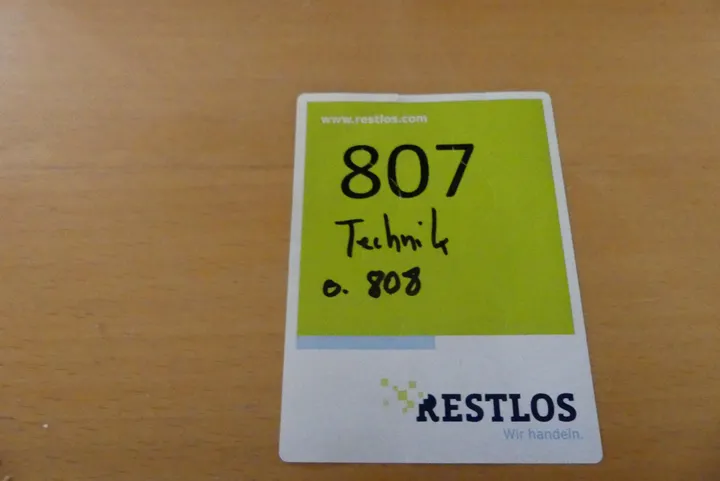 www.restlos.com
807
Technik
o. 808
RESTLOS
Wir handeln.